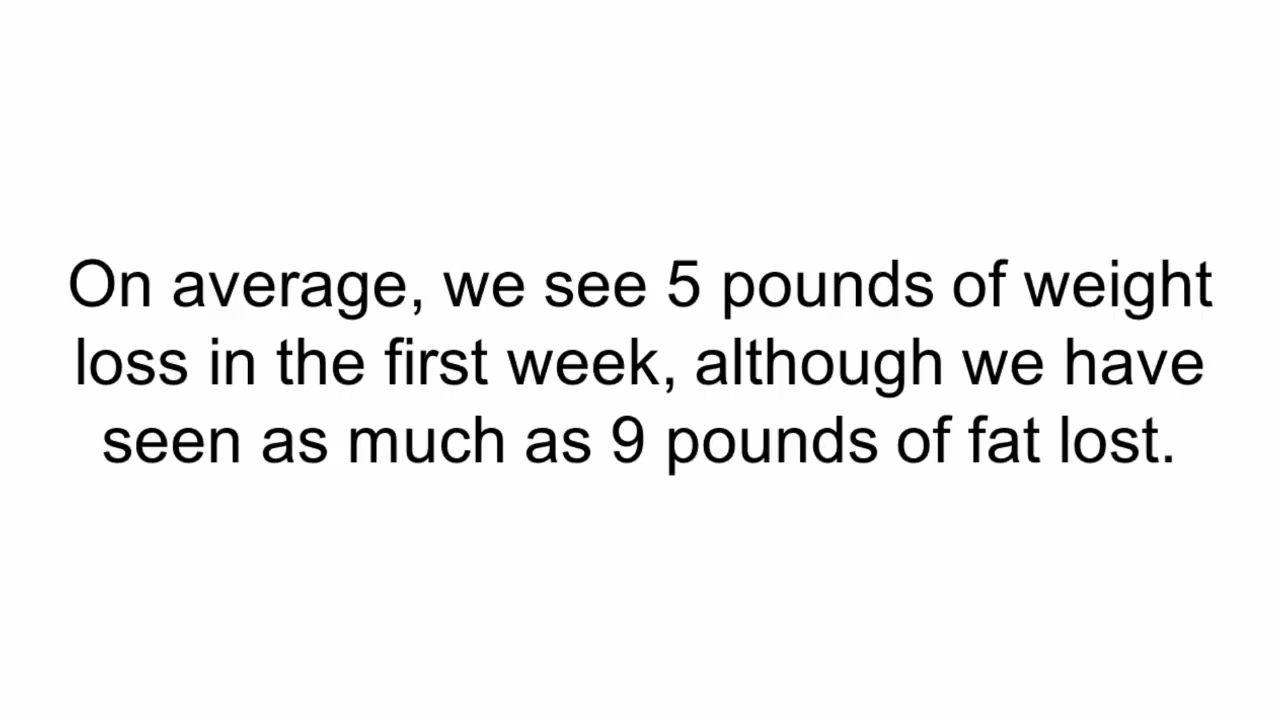 On average, we see 5 pounds of weight
loss in the first week, although we have
seen as much as 9 pounds of fat lost.